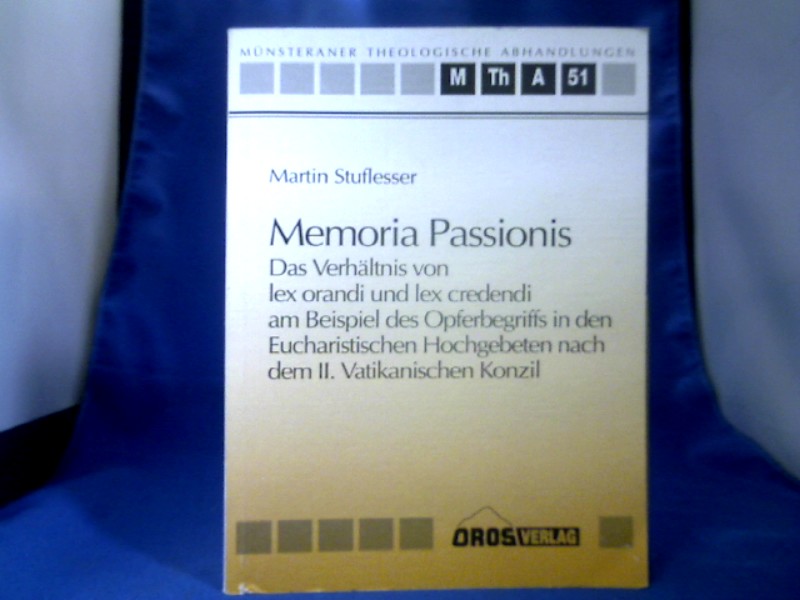 MÜNSTERANER THEOLOGISCHE ABHANDLUNGEN
M Th A 51
Martin Stuflesser
Memoria Passionis
Das Verhältnis von
lex orandi und lex credendi
am Beispiel des Opferbegriffs in den
Eucharistischen Hochgebeten nach
dem II. Vatikanischen Konzil
OROS VERLAG